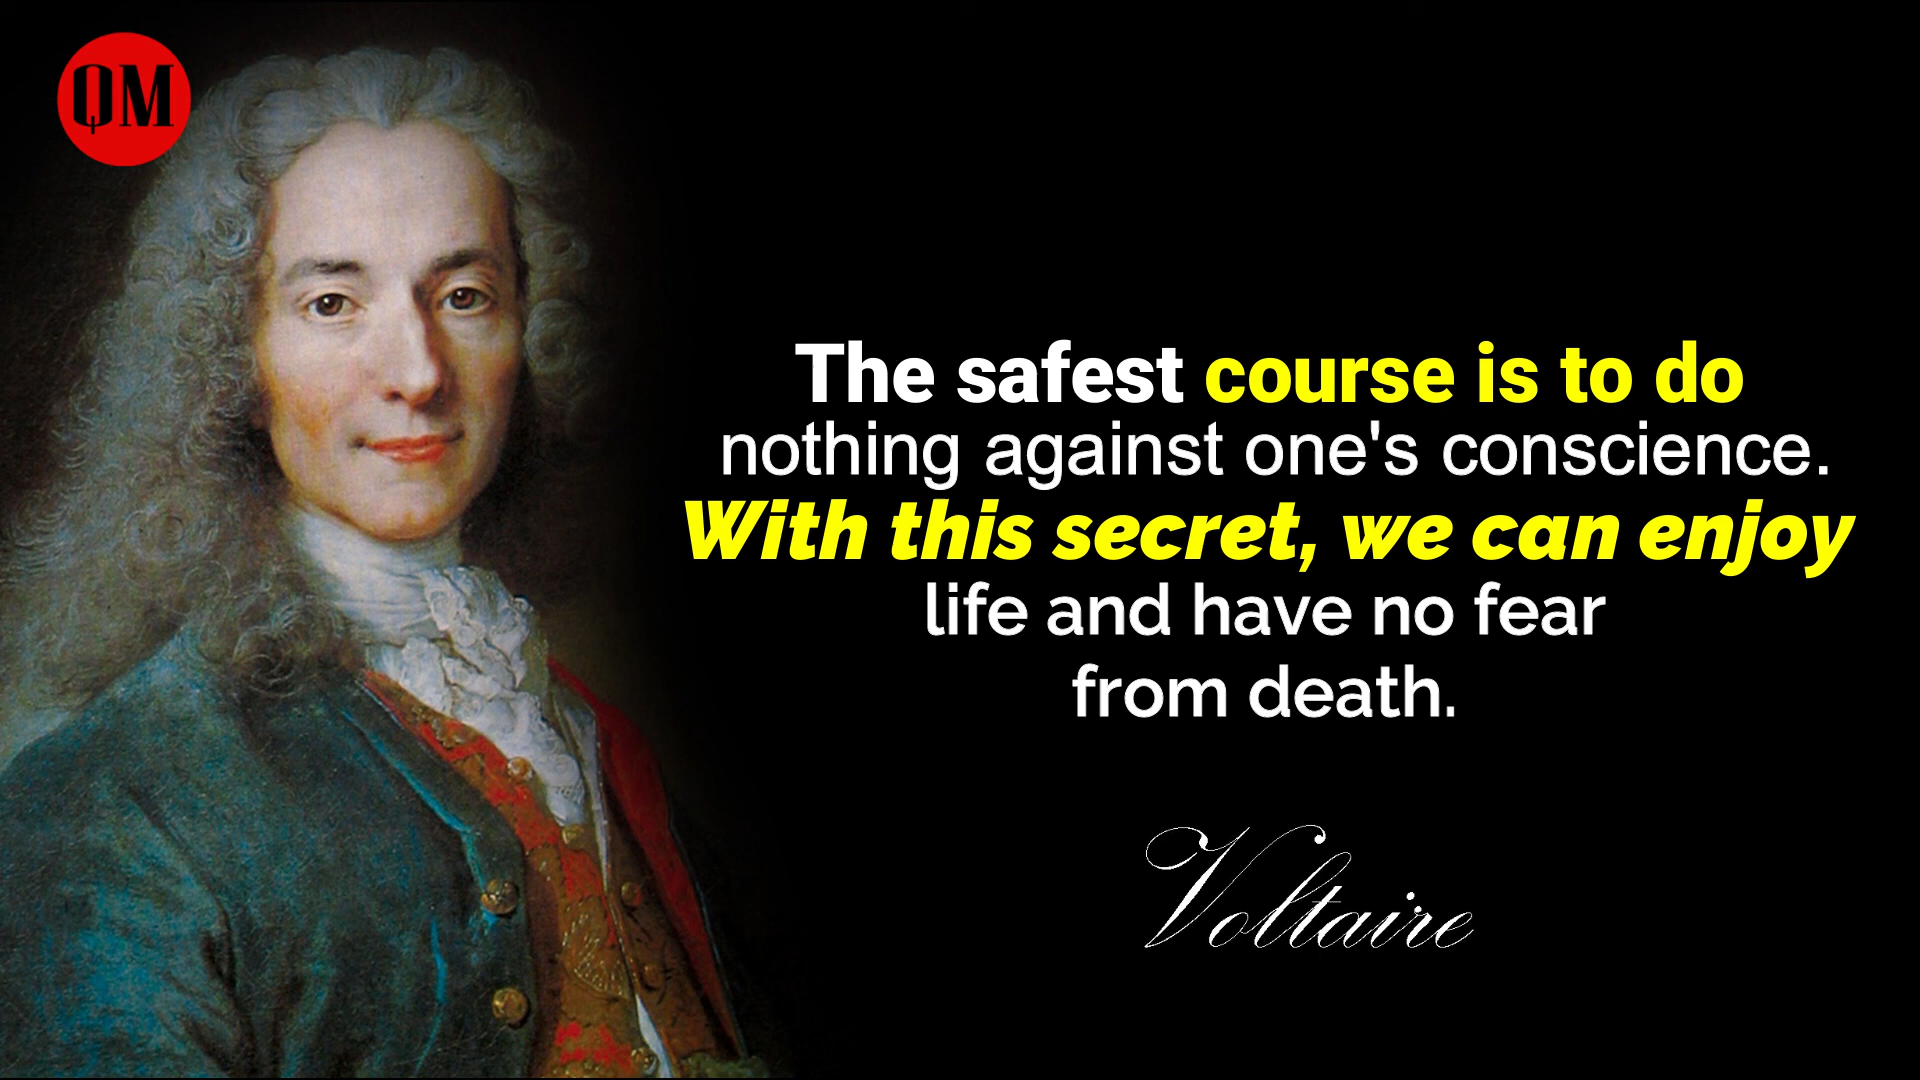 QM
The safest course is to do
nothing against one's conscience.
With this secret, we can enjoy
life and have no fear
from death.
Voltaire